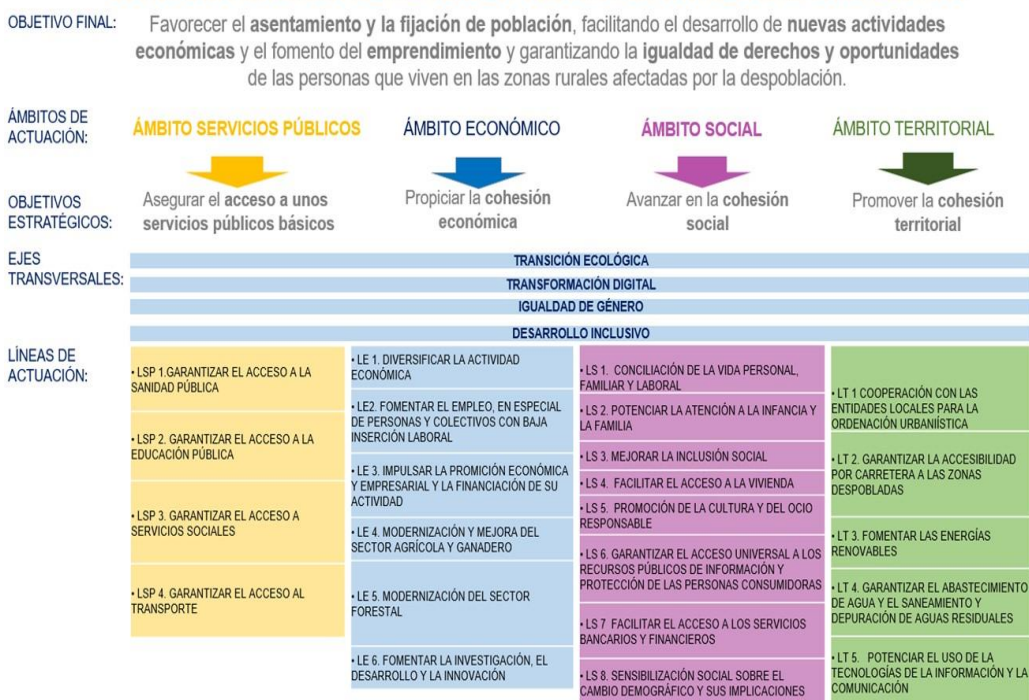 OBJETIVO FINAL:
Favorecer el asentamiento y la fijación de población, facilitando el desarrollo de nuevas actividades
económicas y el fomento del emprendimiento y garantizando la igualdad de derechos y oportunidades
de las personas que viven en las zonas rurales afectadas por la despoblación.
ÁMBITOS DE
ACTUACIÓN:
ÁMBITO SERVICIOS PÚBLICOS
ÁMBITO ECONÓMICO
ÁMBITO SOCIAL
ÁMBITO TERRITORIAL
OBJETIVOS
ESTRATÉGICOS:
Asegurar el acceso a unos
servicios públicos básicos
Propiciar la cohesión
económica
Avanzar en la cohesión
social
Promover la cohesión
territorial
EJES
TRANSVERSALES:
TRANSICIÓN ECOLÓGICA
TRANSFORMACIÓN DIGITAL
IGUALDAD DE GÉNERO
DESARROLLO INCLUSIVO
LÍNEAS DE
ACTUACIÓN:
• LSP 1.GARANTIZAR EL ACCESO A LA
SANIDAD PÚBLICA
• LSP 2. GARANTIZAR EL ACCESO A LA
EDUCACIÓN PÚBLICA
• LSP 3. GARANTIZAR EL ACCESO A
SERVICIOS SOCIALES
• LSP 4. GARANTIZAR EL ACCESO AL
TRANSPORTE
• LE 1. DIVERSIFICAR LA ACTIVIDAD
ECONÓMICA
• LE2. FOMENTAR EL EMPLEO, EN ESPECIAL
DE PERSONAS Y COLECTIVOS CON BAJA
INSERCIÓN LABORAL
• LE 3. IMPULSAR LA PROMICIÓN ECONÓMICA
Y EMPRESARIAL Y LA FINANCIACIÓN DE SU
ACTIVIDAD
• LE 4. MODERNIZACIÓN Y MEJORA DEL
SECTOR AGRÍCOLA Y GANADERO
• LE 5. MODERNIZACIÓN DEL SECTOR
FORESTAL
• LE 6. FOMENTAR LA INVESTIGACIÓN, EL
DESARROLLO Y LA INNOVACIÓN
• LS 1. CONCILIACIÓN DE LA VIDA PERSONAL,
FAMILIAR Y LABORAL
• LS 2. POTENCIAR LA ATENCIÓN A LA INFANCIA Y
LA FAMILIA
• LS 3. MEJORAR LA INCLUSIÓN SOCIAL
• LS 4. FACILITAR EL ACCESO A LA VIVIENDA
• LS 5. PROMOCIÓN DE LA CULTURA Y DEL OCIO
RESPONSABLE
• LS 6. GARANTIZAR EL ACCESO UNIVERSAL A LOS
RECURSOS PÚBLICOS DE INFORMACIÓN Y
PROTECCIÓN DE LAS PERSONAS CONSUMIDORAS
• LS 7 FACILITAR EL ACCESO A LOS SERVICIOS
BANCARIOS Y FINANCIEROS
• LS 8. SENSIBILIZACIÓN SOCIAL SOBRE EL
CAMBIO DEMOGRÁFICO Y SUS IMPLICACIONES
• LT 1 COOPERACIÓN CON LAS
ENTIDADES LOCALES PARA LA
ORDENACIÓN URBANIÍSTICA
• LT 2. GARANTIZAR LA ACCESIBILIDAD
POR CARRETERA A LAS ZONAS
DESPOBLADAS
• LT 3. FOMENTAR LAS ENERGÍAS
RENOVABLES
• LT 4. GARANTIZAR EL ABASTECIMIENTO
DE AGUA Y EL SANEAMIENTO Y
DEPURACIÓN DE AGUAS RESIDUALES
• LT 5. POTENCIAR EL USO DE LA
TECNOLOGÍAS DE LA INFORMACIÓN Y LA
COMUNICACIÓN